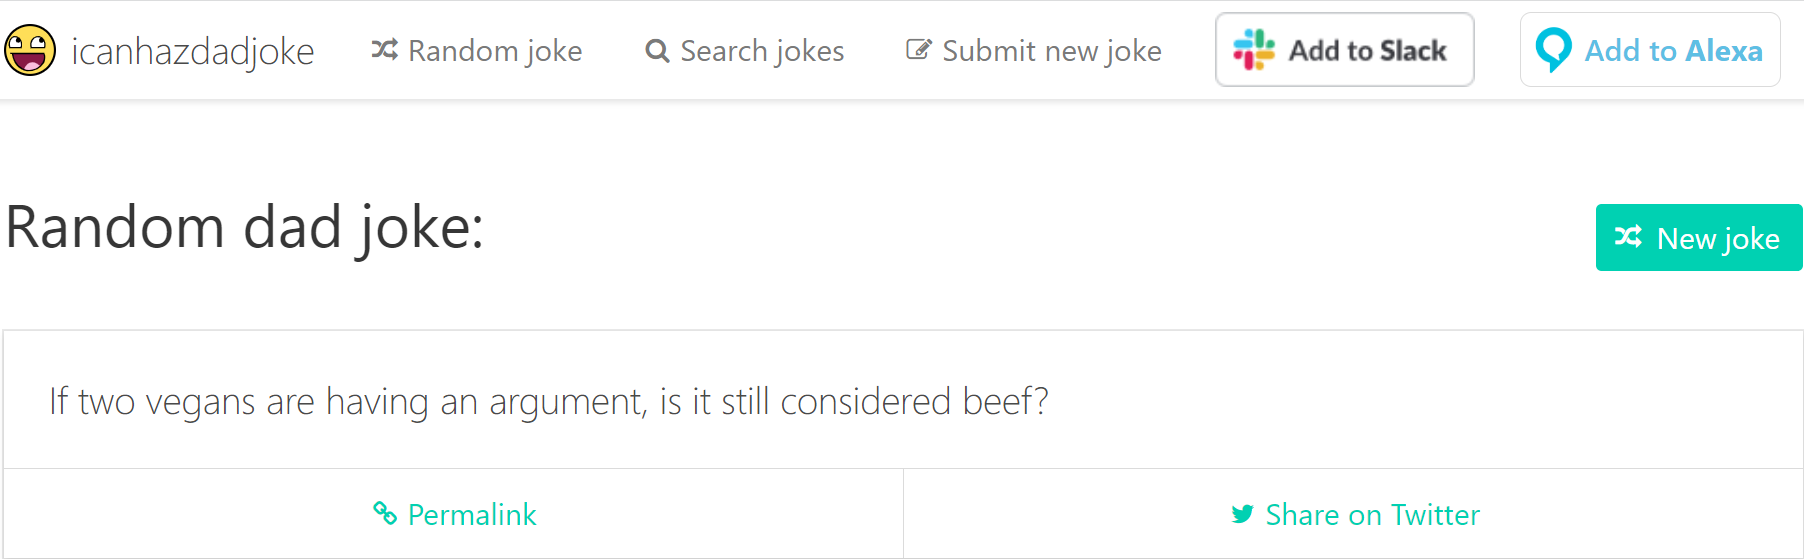 icanhazdadjoke Random joke Search jokes Submit new joke Add to Slack Add to Alexa
Random dad joke:
New joke
If two vegans are having an argument, is it still considered beef?
Permalink Share on Twitter